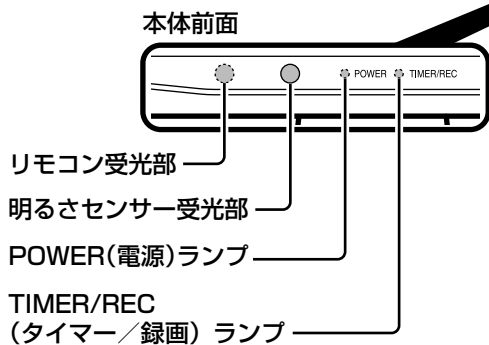 本体前面
POWER TIMER/REC
リモコン受光部
明るさセンサー受光部
POWER（電源）ランプ
TIMER/REC
（タイマー／録画）ランプ